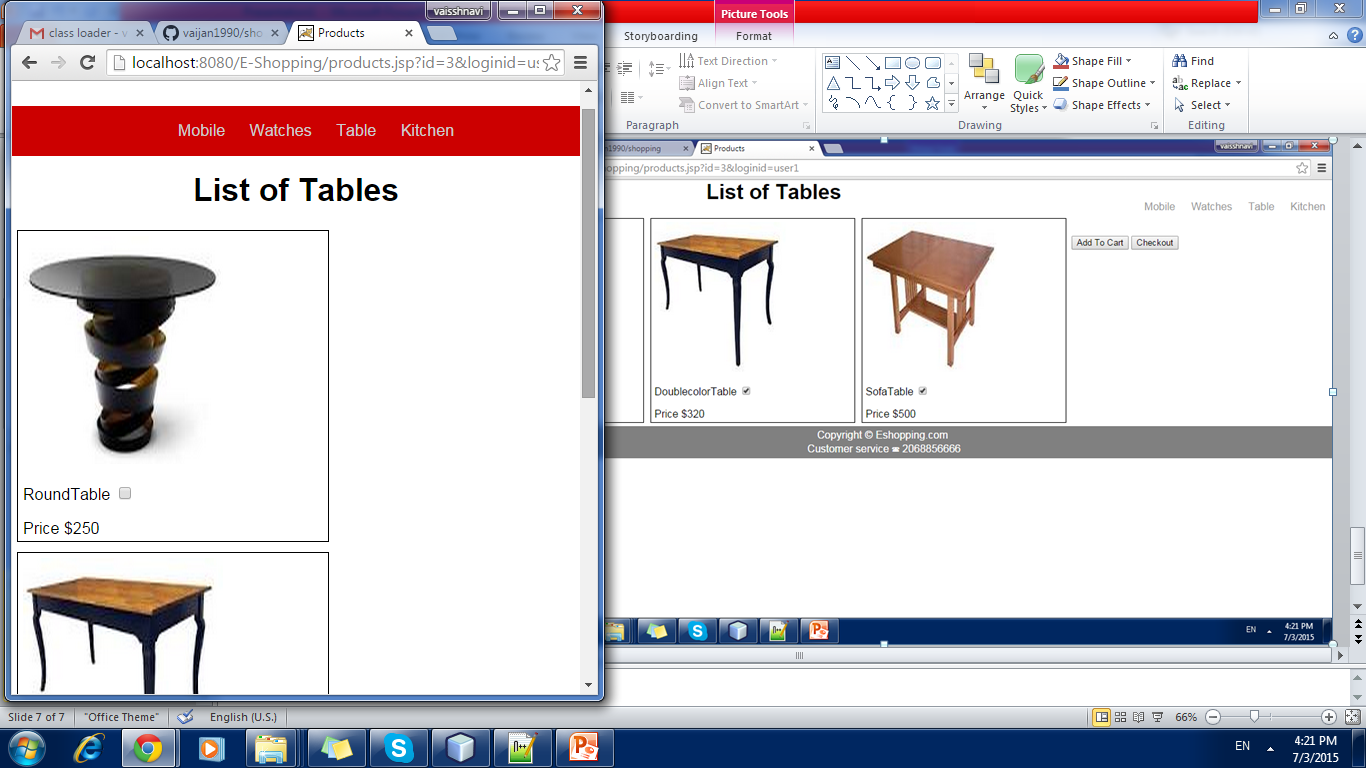 vaisshnavi
class loader - v
vaijan1990/sho
Products
localhost:8080/E-Shopping/products.jsp?id=3&loginid=us
Mobile Watches Table Kitchen
List of Tables
RoundTable
Price $250
Picture Tools
Storyboarding Format
Text Direction
Align Text
Convert to SmartArt
Paragraph
Arrange
Quick
Styles
Shape Fill
Shape Outline
Shape Effects
Drawing
Find
Replace
Select
Editing
n1990/shopping
Products
vaisshnavi
opping/products.jsp?id=3&loginid=user1
List of Tables
Mobile Watches Table Kitchen
Add To Cart Checkout
DoublecolorTable
Price $320
SofaTable
Price $500
Copyright © Eshopping.com
Customer service ☎ 2068856666
EN
4:21 PM
7/3/2015
Slide 7 of 7 "Office Theme" English (U.S.)
66%
EN
4:21 PM
7/3/2015